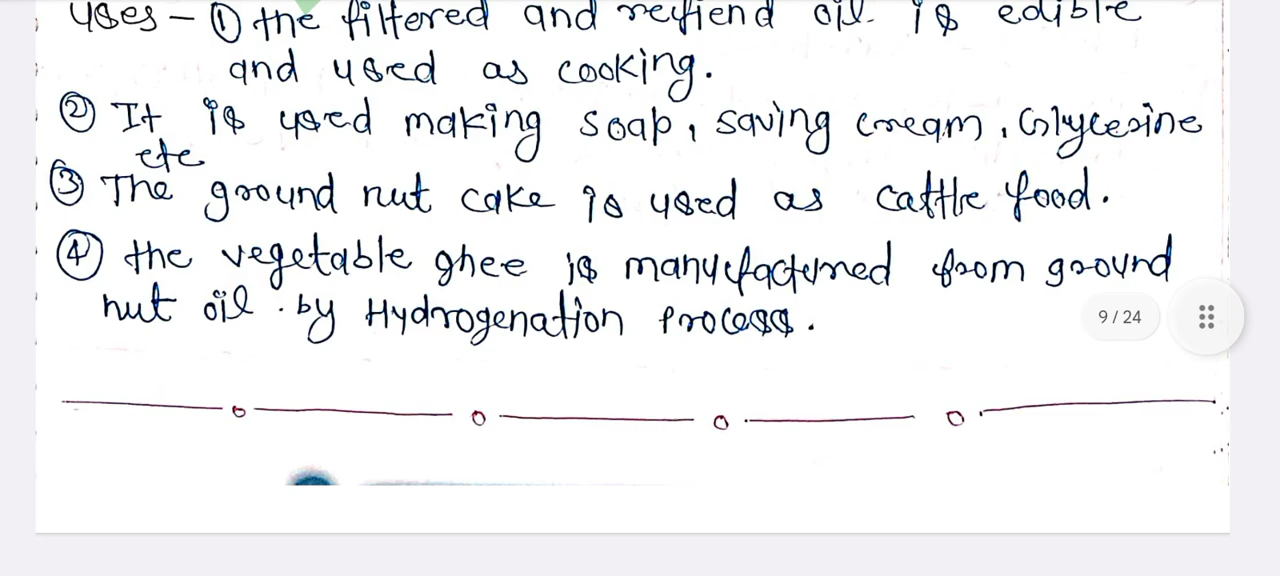 Uses - ① the filtered and refiend oil is edible
and used as cooking.
② It is used making soap, saving cream, Glycerine
etc
③ The ground nut cake is used as cattle food.
④ the vegetable ghee is manufactured from ground
nut oil. by Hydrogenation process.
9 / 24